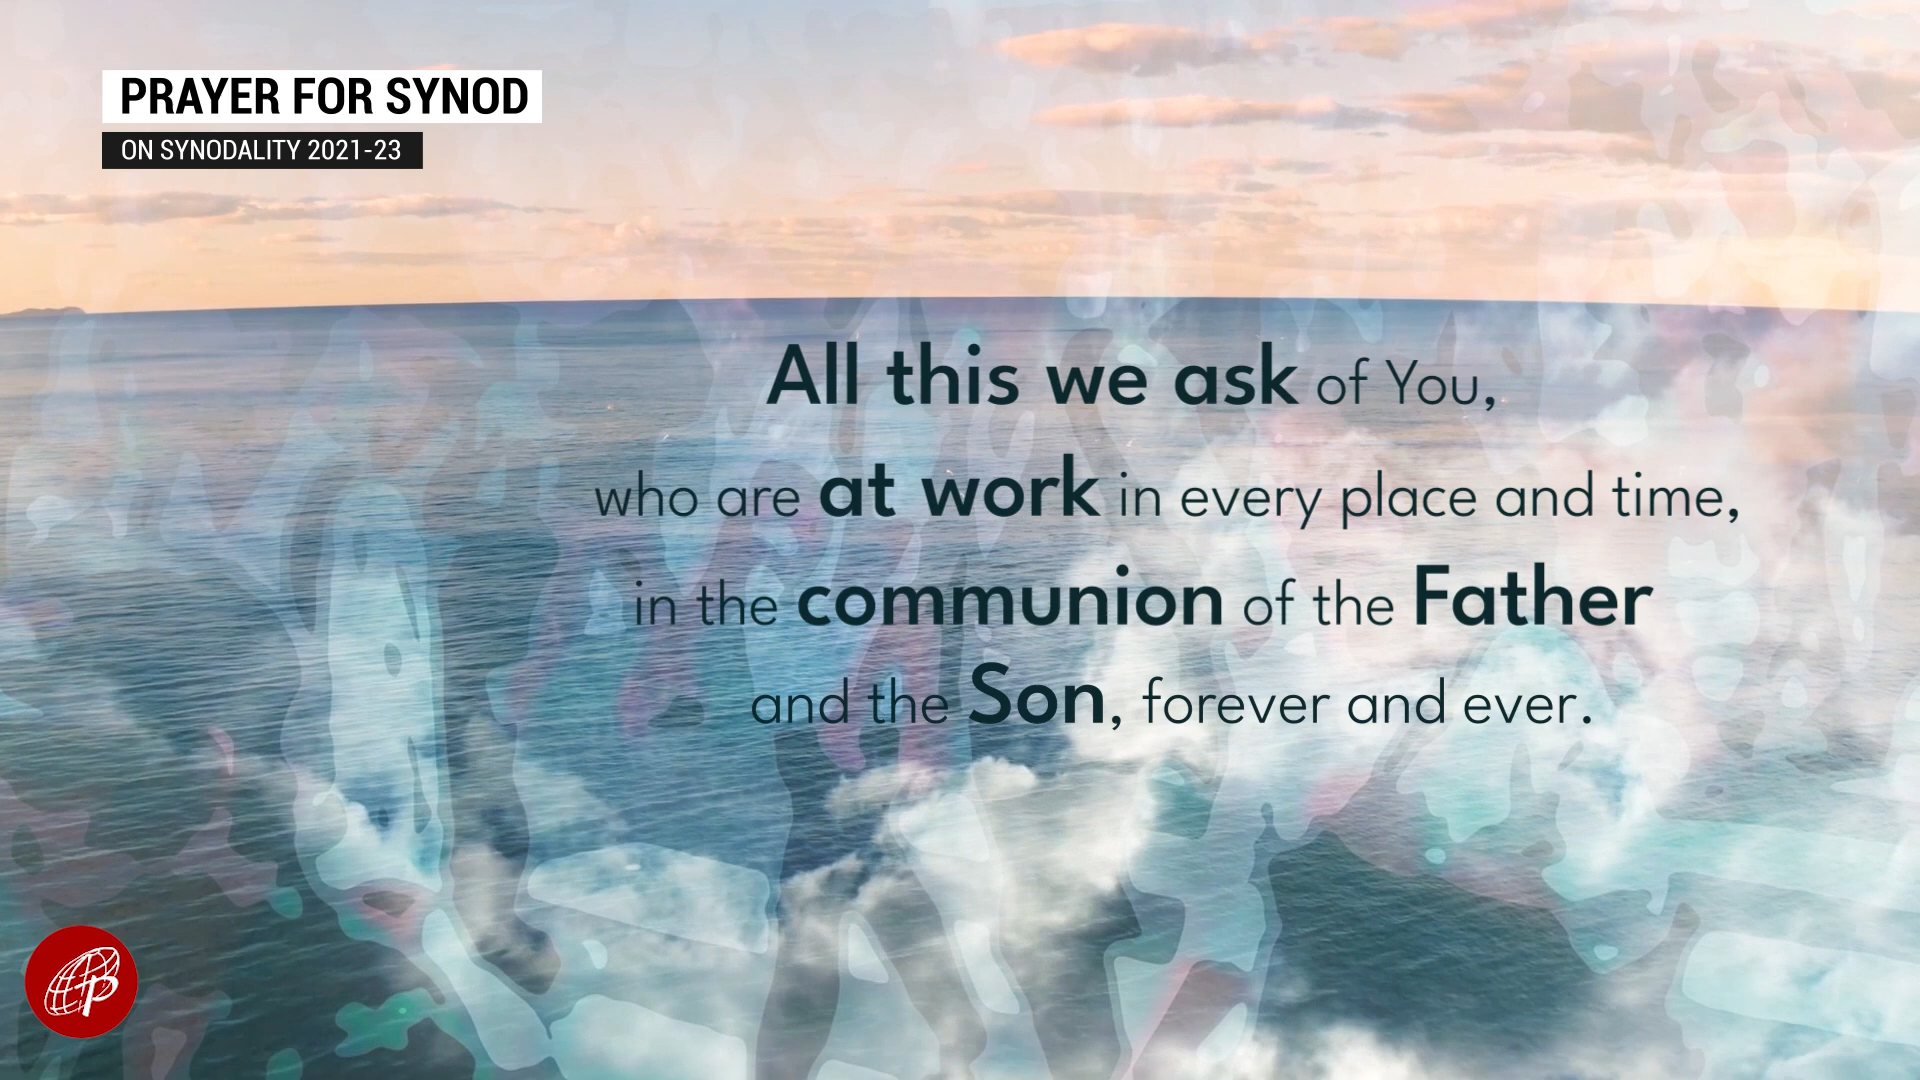 PRAYER FOR SYNOD
ON SYNODALITY 2021-23
All this we ask of You,
who are at work in every place and time,
in the communion of the Father
and the Son, forever and ever.